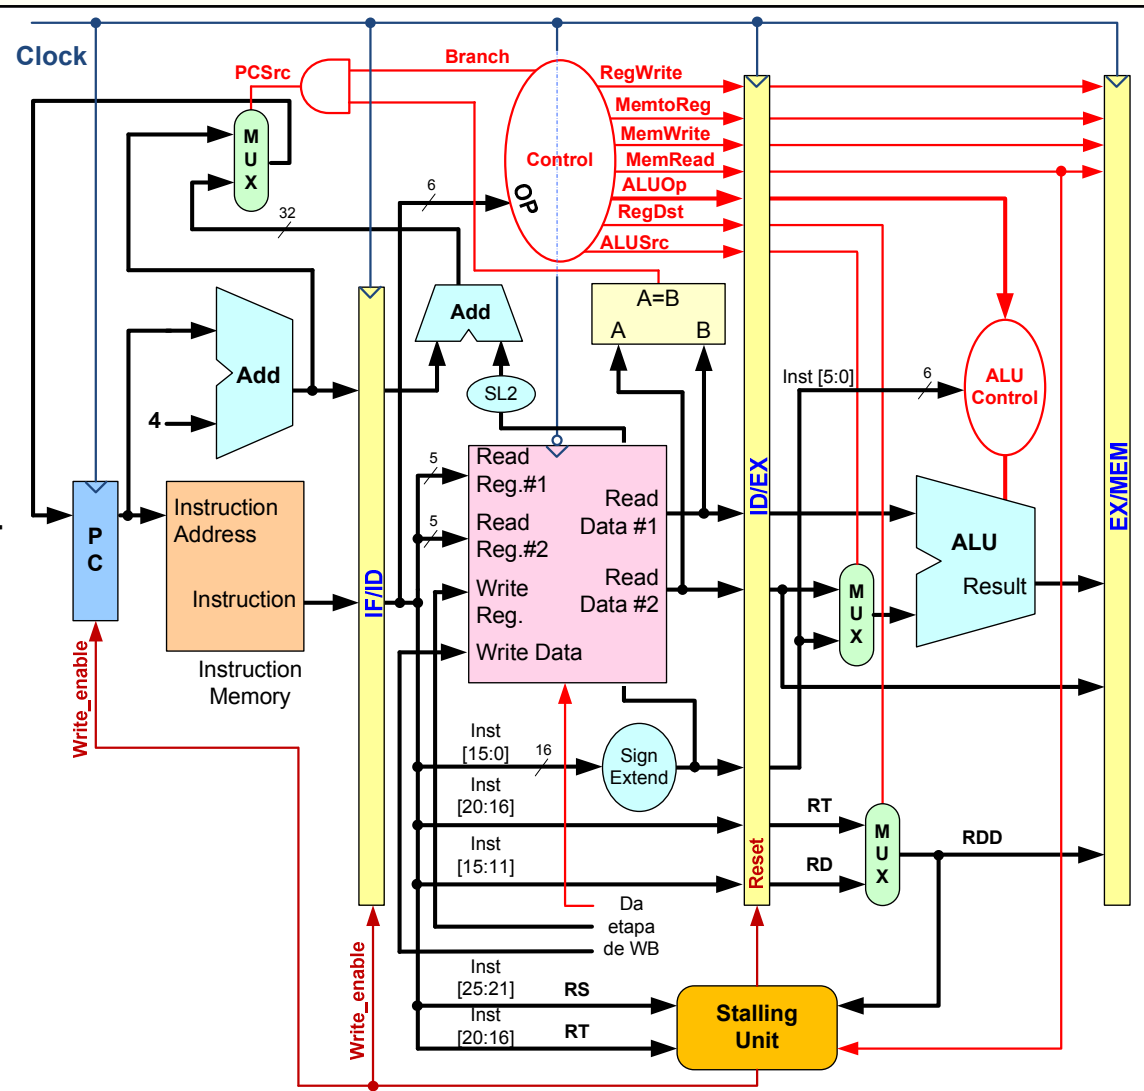 Clock
Branch
PCSrc
RegWrite
MemtoReg
MemWrite
MemRead
ALUOp
RegDst
ALUSrc
Control
OP
M
U
X
6
32
Add
Add
4
SL2
A=B
A
B
Inst [5:0]
6
ALU
Control
P
C
Instruction
Address
Instruction
Instruction
Memory
IF/ID
5
5
Read
Reg.#1
Read
Reg.#2
Write
Reg.
Write Data
Read
Data #1
Read
Data #2
ID/EX
M
U
X
ALU
Result
EX/MEM
Write_enable
Inst
[15:0]
16
Sign
Extend
Inst
[20:16]
Inst
[15:11]
Reset
RT
RD
M
U
X
RDD
Da
etapa
de WB
Write_enable
Inst
[25:21]
RS
Inst
[20:16]
RT
Stalling
Unit